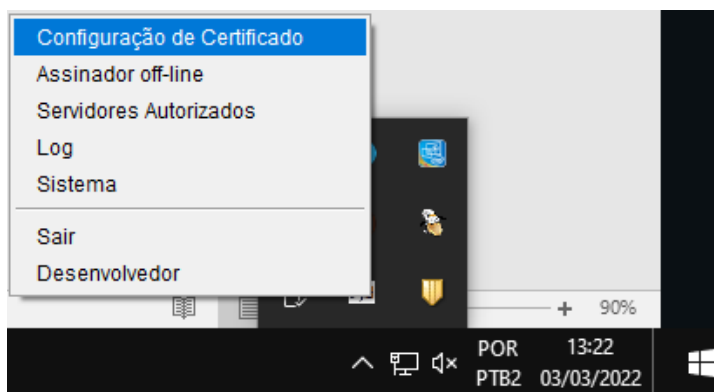 Configuração de Certificado
Assinador off-line
Servidores Autorizados
Log
Sistema
Sair
Desenvolvedor
90%
POR 13:22
PTB2 03/03/2022